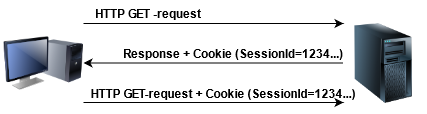 HTTP GET -request
Response + Cookie (SessionId=1234...)
HTTP GET-request + Cookie (SessionId=1234...)